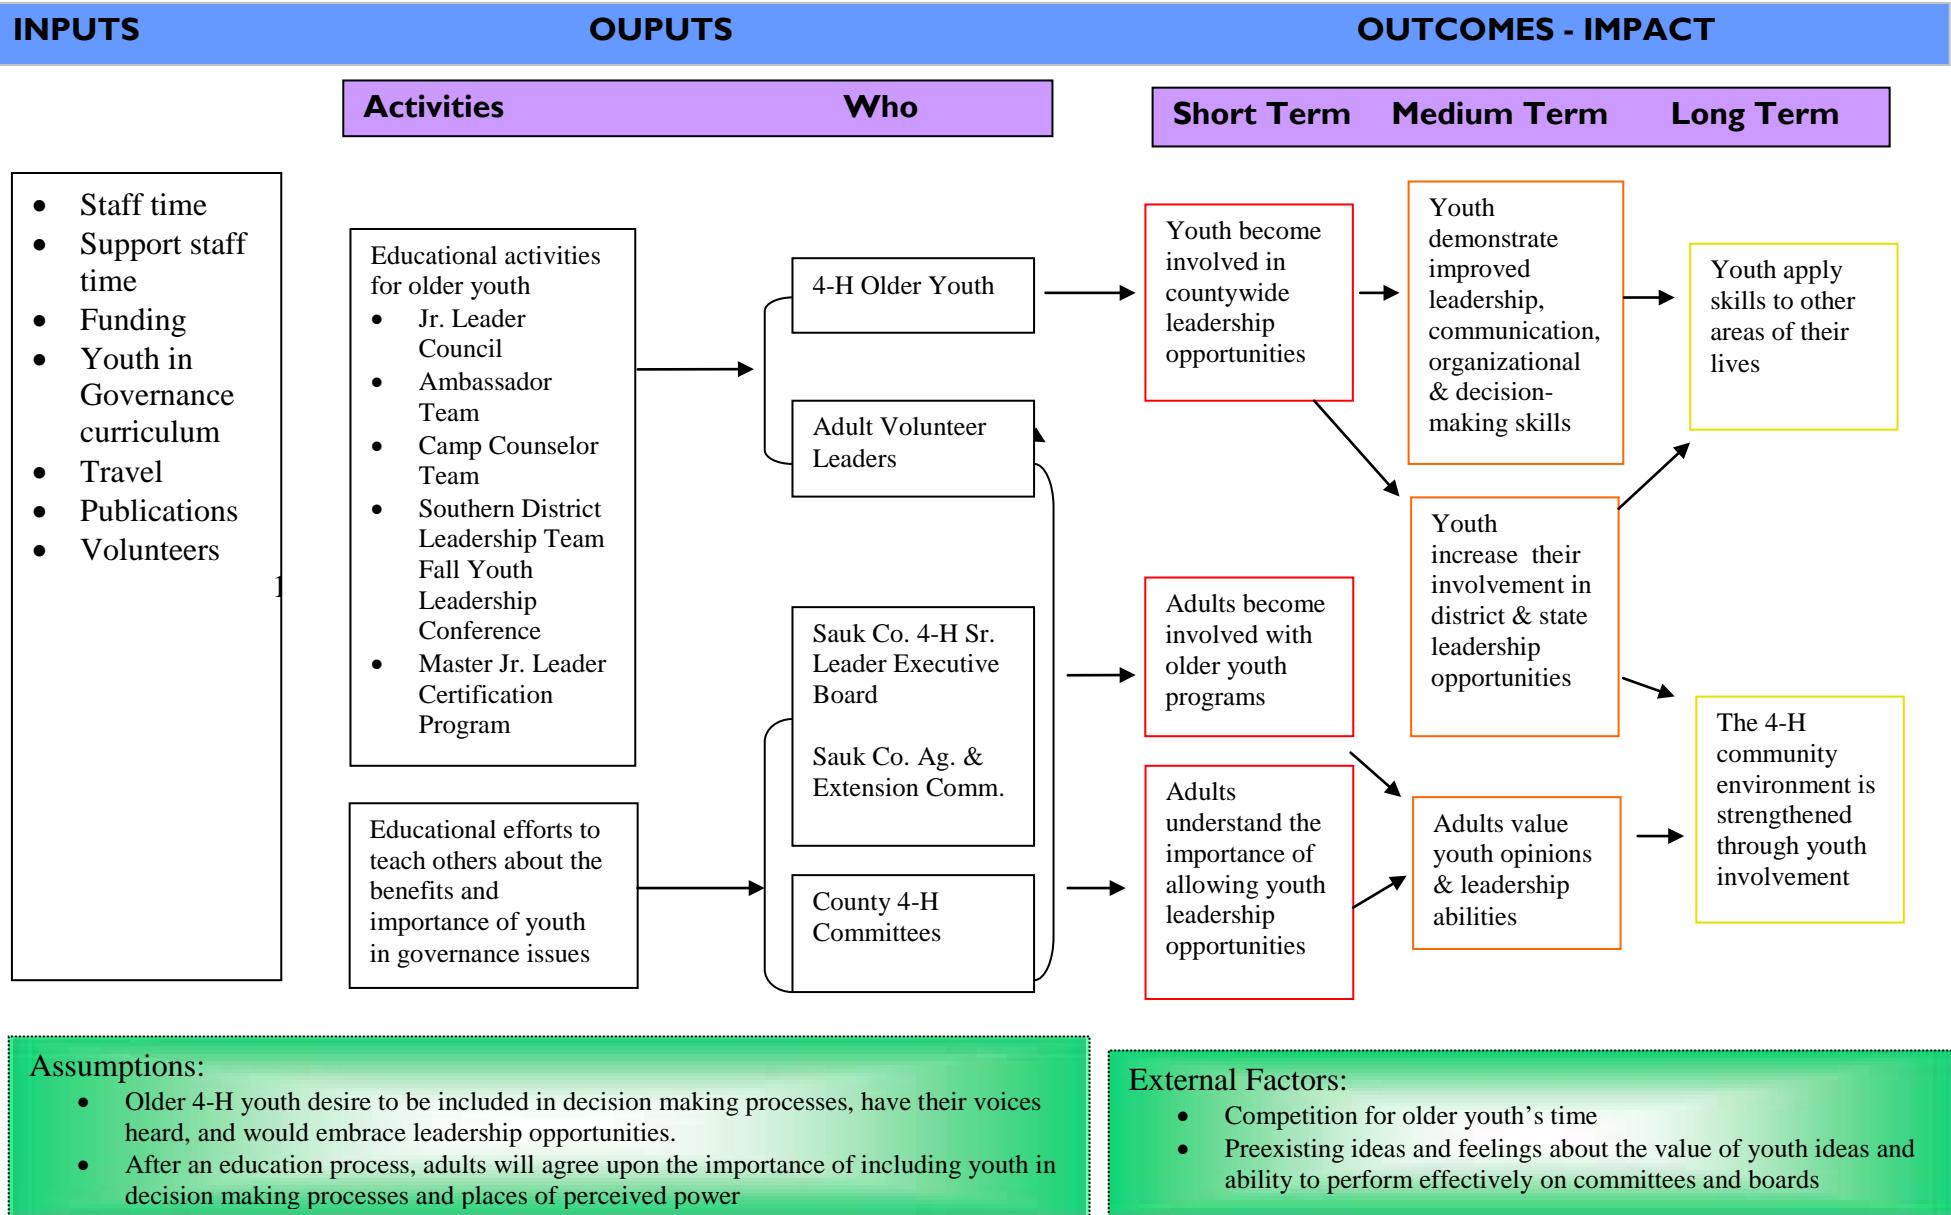 INPUTS OUPUTS OUTCOMES - IMPACT
Activities Who
Short Term Medium Term Long Term
• Staff time
• Support staff
time
• Funding
• Youth in
Governance
curriculum
• Travel
• Publications
• Volunteers
Educational activities
for older youth
• Jr. Leader
Council
• Ambassador
Team
• Camp Counselor
Team
• Southern District
Leadership Team
Fall Youth
Leadership
Conference
• Master Jr. Leader
Certification
Program
Educational efforts to
teach others about the
benefits and
importance of youth
in governance issues
4-H Older Youth
Adult Volunteer
Leaders
Sauk Co. 4-H Sr.
Leader Executive
Board
Sauk Co. Ag. &
Extension Comm.
County 4-H
Committees
Youth become
involved in
countywide
leadership
opportunities
Adults become
involved with
older youth
programs
Adults
understand the
importance of
allowing youth
leadership
opportunities
Youth
demonstrate
improved
leadership,
communication,
organizational
& decision-
making skills
Youth
increase their
involvement in
district & state
leadership
opportunities
Adults value
youth opinions
& leadership
abilities
Youth apply
skills to other
areas of their
lives
The 4-H
community
environment is
strengthened
through youth
involvement
Assumptions:
• Older 4-H youth desire to be included in decision making processes, have their voices
heard, and would embrace leadership opportunities.
• After an education process, adults will agree upon the importance of including youth in
decision making processes and places of perceived power
External Factors:
• Competition for older youth’s time
• Preexisting ideas and feelings about the value of youth ideas and
ability to perform effectively on committees and boards